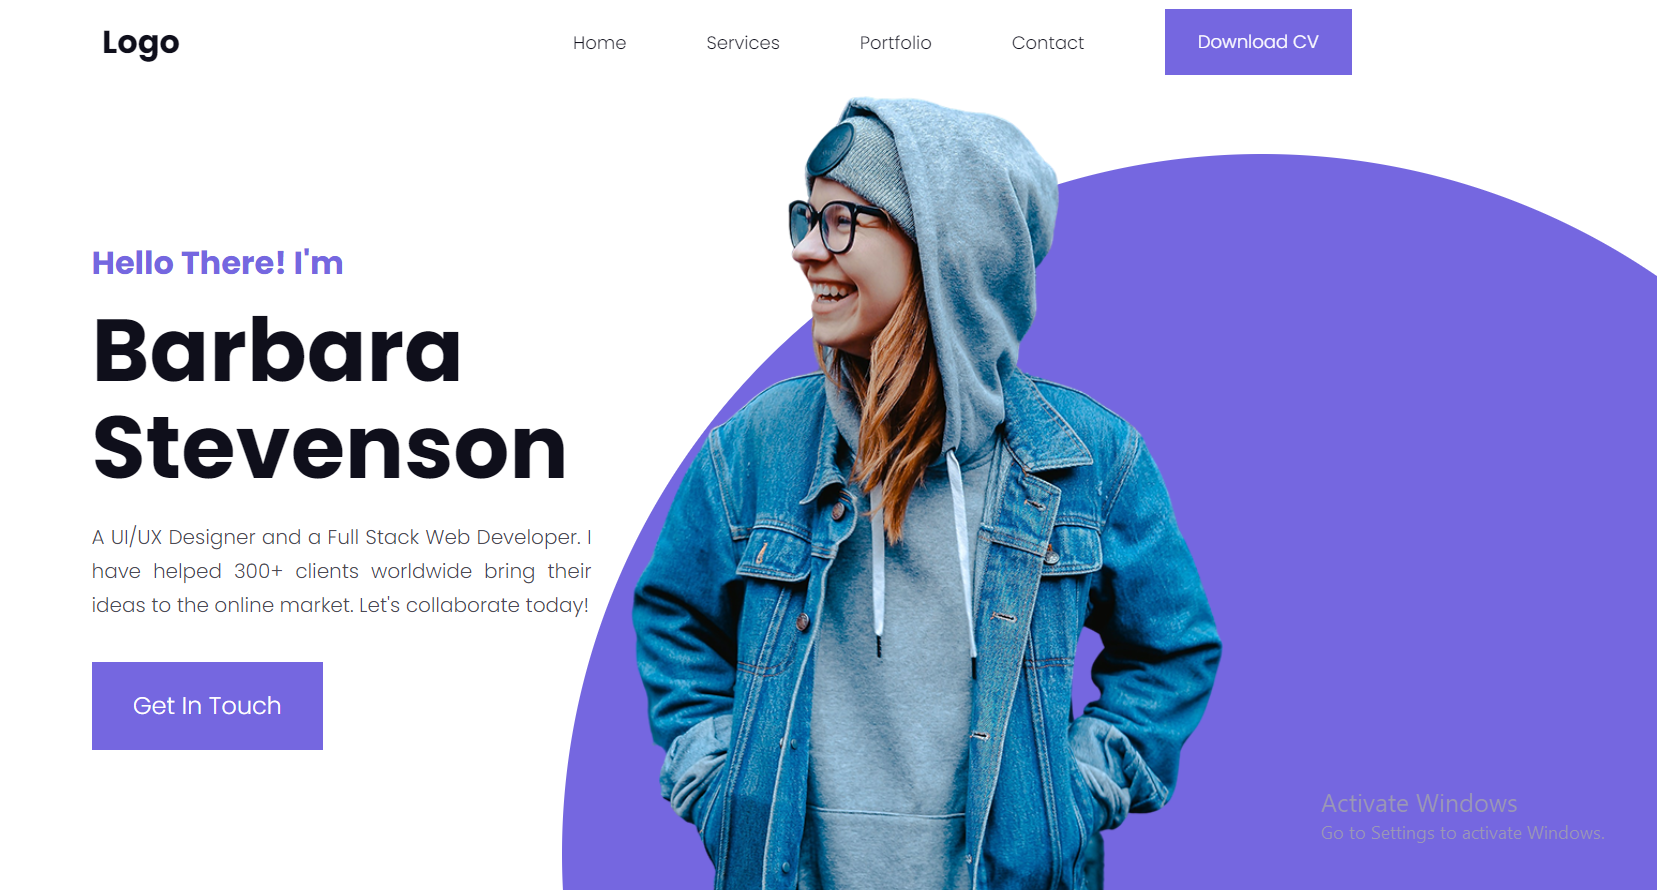 Logo
Home
Services
Portfolio
Contact
Download CV
Hello There! I'm
Barbara
Stevenson
A UI/UX Designer and a Full Stack Web Developer. I
have helped 300+ clients worldwide bring their
ideas to the online market. Let's collaborate today!
Get In Touch
Activate Windows
Go to Settings to activate Windows.